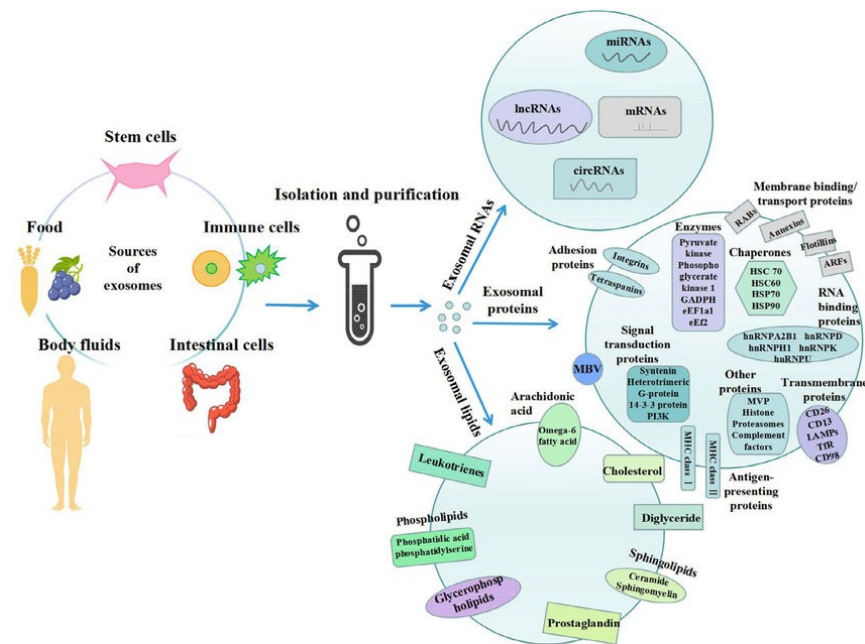 Stem cells
Food
Immune cells
Sources
of
exosomes
Body fluids
Intestinal cells
Isolation and purification
Exosomal RNAs
Exosomal
proteins
Exosomal lipids
miRNAs
lncRNAs
mRNAs
circRNAs
Membrane binding/
transport proteins
RABs
Annexins
Flotillins
ARFs
Adhesion
proteins
Integrins
Tetraspanins
Enzymes
Pyruvate
kinase
Phospho
glycerate
kinase 1
GADPH
eEF1a1
eEf2
Chaperones
HSC 70
HSC60
HSP70
HSP90
RNA
binding
proteins
hnRNPA2B1 hnRNPD
hnRNPH1 hnRNPK
hnRNPU
MBV
Signal
transduction
proteins
Syntenin
Heterotrimeric
G-protein
14-3-3 protein
PI3K
Other
proteins
MVP
Histone
Proteasomes
Complement
factors
Transmembrane
proteins
CD26
CD13
LAMPs
TfR
CD98
MHC class I
MHC class II
Antigen-
presenting
proteins
Arachidonic
acid
Omega-6
fatty acid
Leukotrienes
Cholesterol
Diglyceride
Phospholipids
Phosphatidic acid
phosphatidylserine
Sphingolipids
Ceramide
Sphingomyelin
Glycerophosp
holipids
Prostaglandin